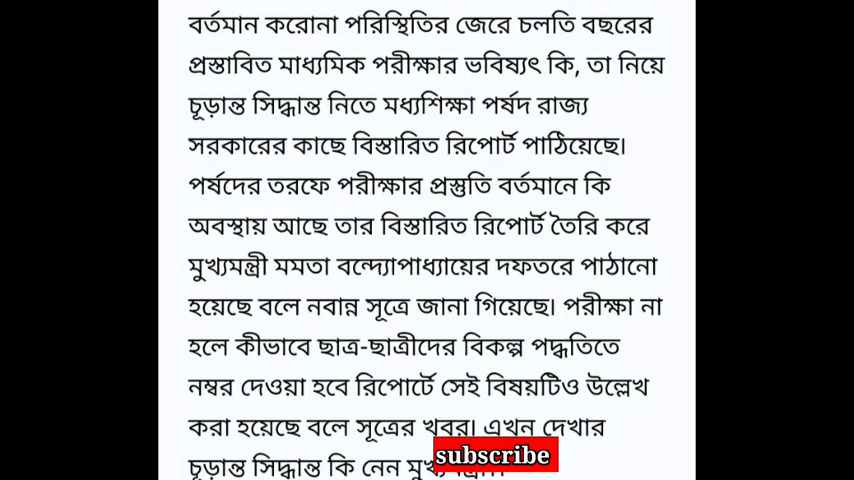 বর্তমান করোনা পরিস্থিতির জেরে চলতি বছরের
প্রস্তাবিত মাধ্যমিক পরীক্ষার ভবিষ্যৎ কি, তা নিয়ে
চূড়ান্ত সিদ্ধান্ত নিতে মধ্যশিক্ষা পর্ষদ রাজ্য
সরকারের কাছে বিস্তারিত রিপোর্ট পাঠিয়েছে।
পর্ষদের তরফে পরীক্ষার প্রস্তুতি বর্তমানে কি
অবস্থায় আছে তার বিস্তারিত রিপোর্ট তৈরি করে
মুখ্যমন্ত্রী মমতা বন্দ্যোপাধ্যায়ের দফতরে পাঠানো
হয়েছে বলে নবান্ন সূত্রে জানা গিয়েছে। পরীক্ষা না
হলে কীভাবে ছাত্র-ছাত্রীদের বিকল্প পদ্ধতিতে
নম্বর দেওয়া হবে রিপোর্টে সেই বিষয়টিও উল্লেখ
করা হয়েছে বলে সূত্রের খবর। এখন দেখার
চূড়ান্ত সিদ্ধান্ত কি নেন
subscribe